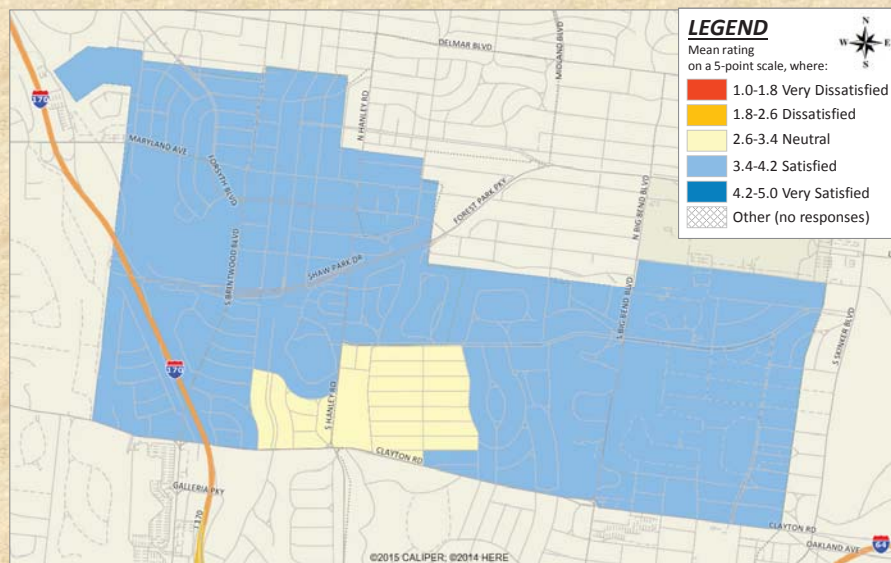 LEGEND
Mean rating
on a 5-point scale, where:
1.0-1.8 Very Dissatisfied
1.8-2.6 Dissatisfied
2.6-3.4 Neutral
3.4-4.2 Satisfied
4.2-5.0 Very Satisfied
Other (no responses)
N
W E
S
DELMAR BLVD
MIDLAND BLVD
170
N HANLEY RD
MARYLAND AVE
FORSYTH BLVD
FOREST PARK PKY
N BIG BEND BLVD
SHAW PARK DR
S BRENTWOOD BLVD
S BIG BEND BLVD
S SKINKER BLVD
170
S HANLEY RD
CLAYTON RD
GALLERIA PKY
I 170
CLAYTON RD
OAKLAND AVE
64
©2015 CALIPER; ©2014 HERE